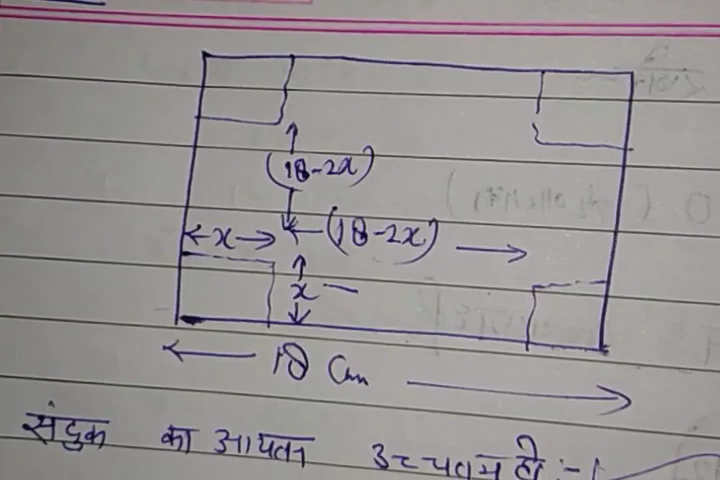 (18-2x)
x (18-2x)
x
18 Cm
संदुक का आयतन उच्चतम हो :-